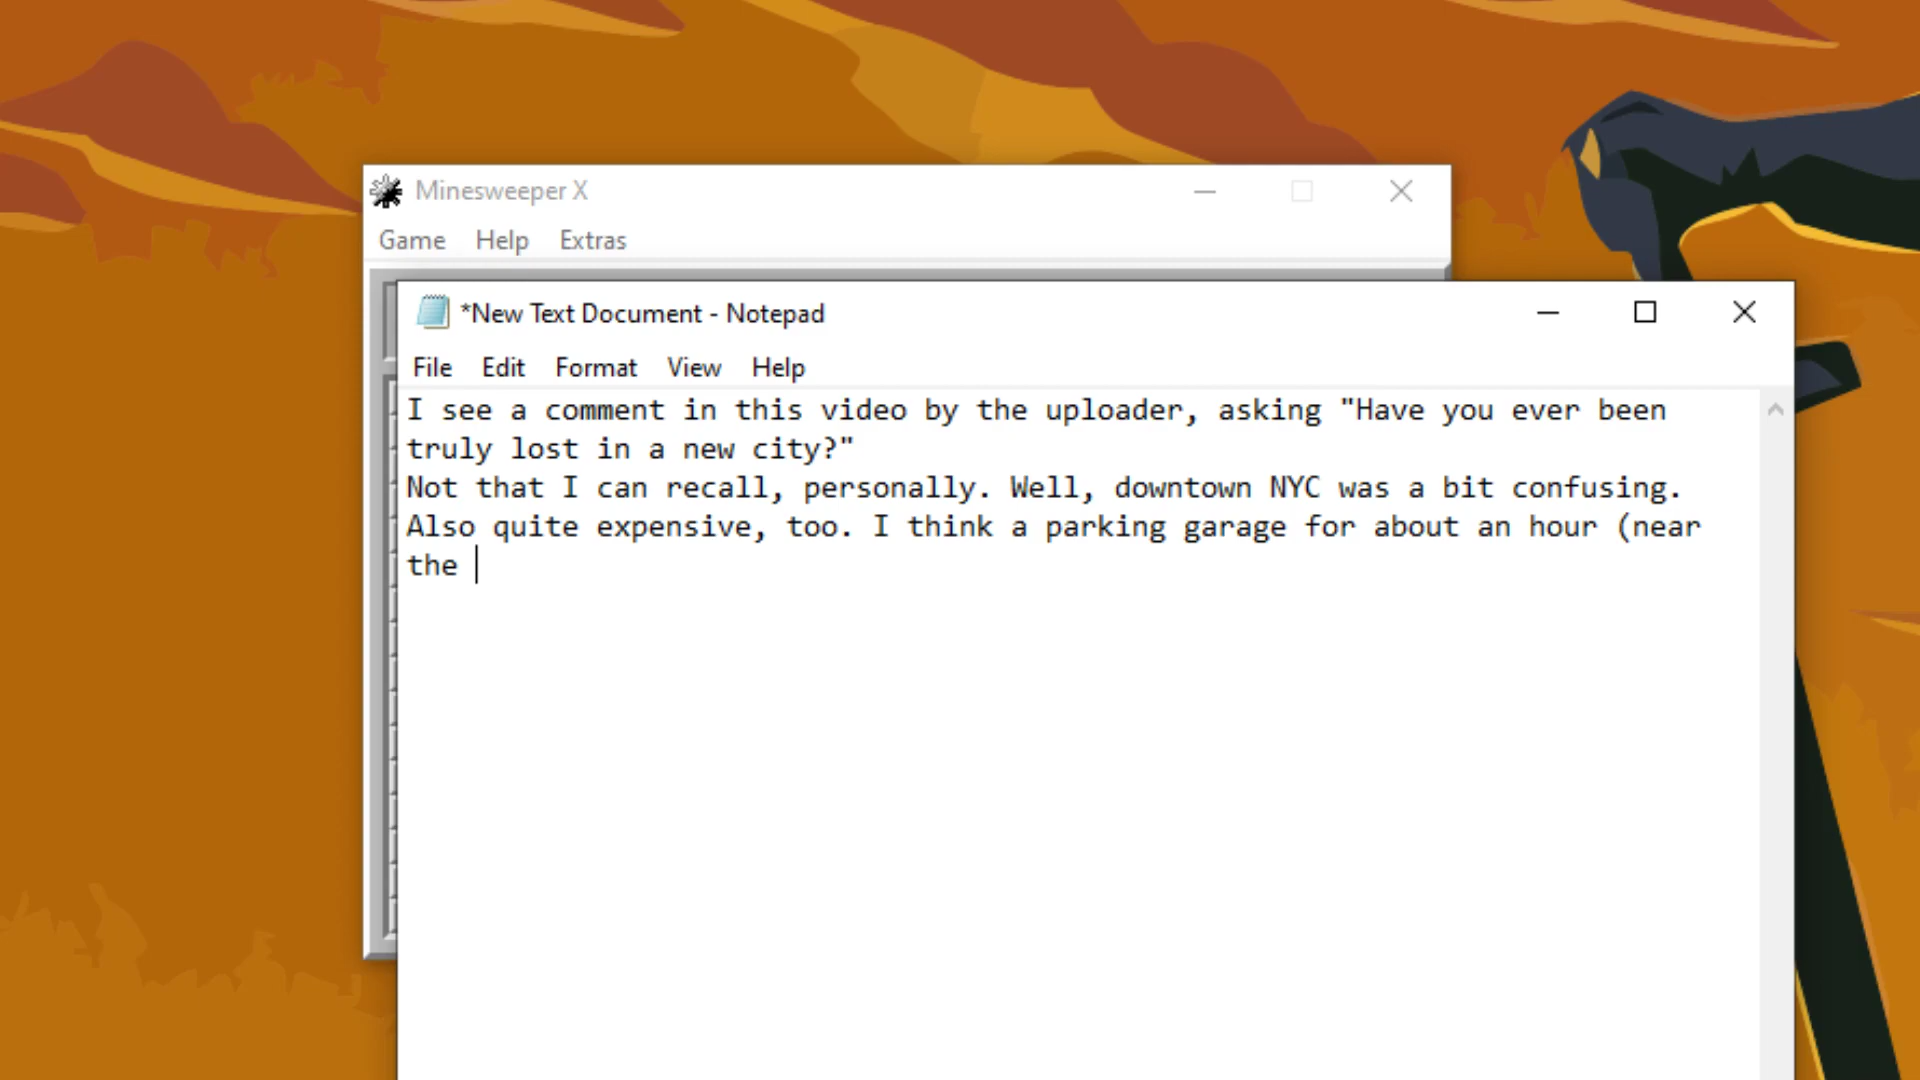 Minesweeper X
Game Help Extras
*New Text Document - Notepad
File Edit Format View Help
I see a comment in this video by the uploader, asking "Have you ever been
truly lost in a new city?"
Not that I can recall, personally. Well, downtown NYC was a bit confusing.
Also quite expensive, too. I think a parking garage for about an hour (near
the